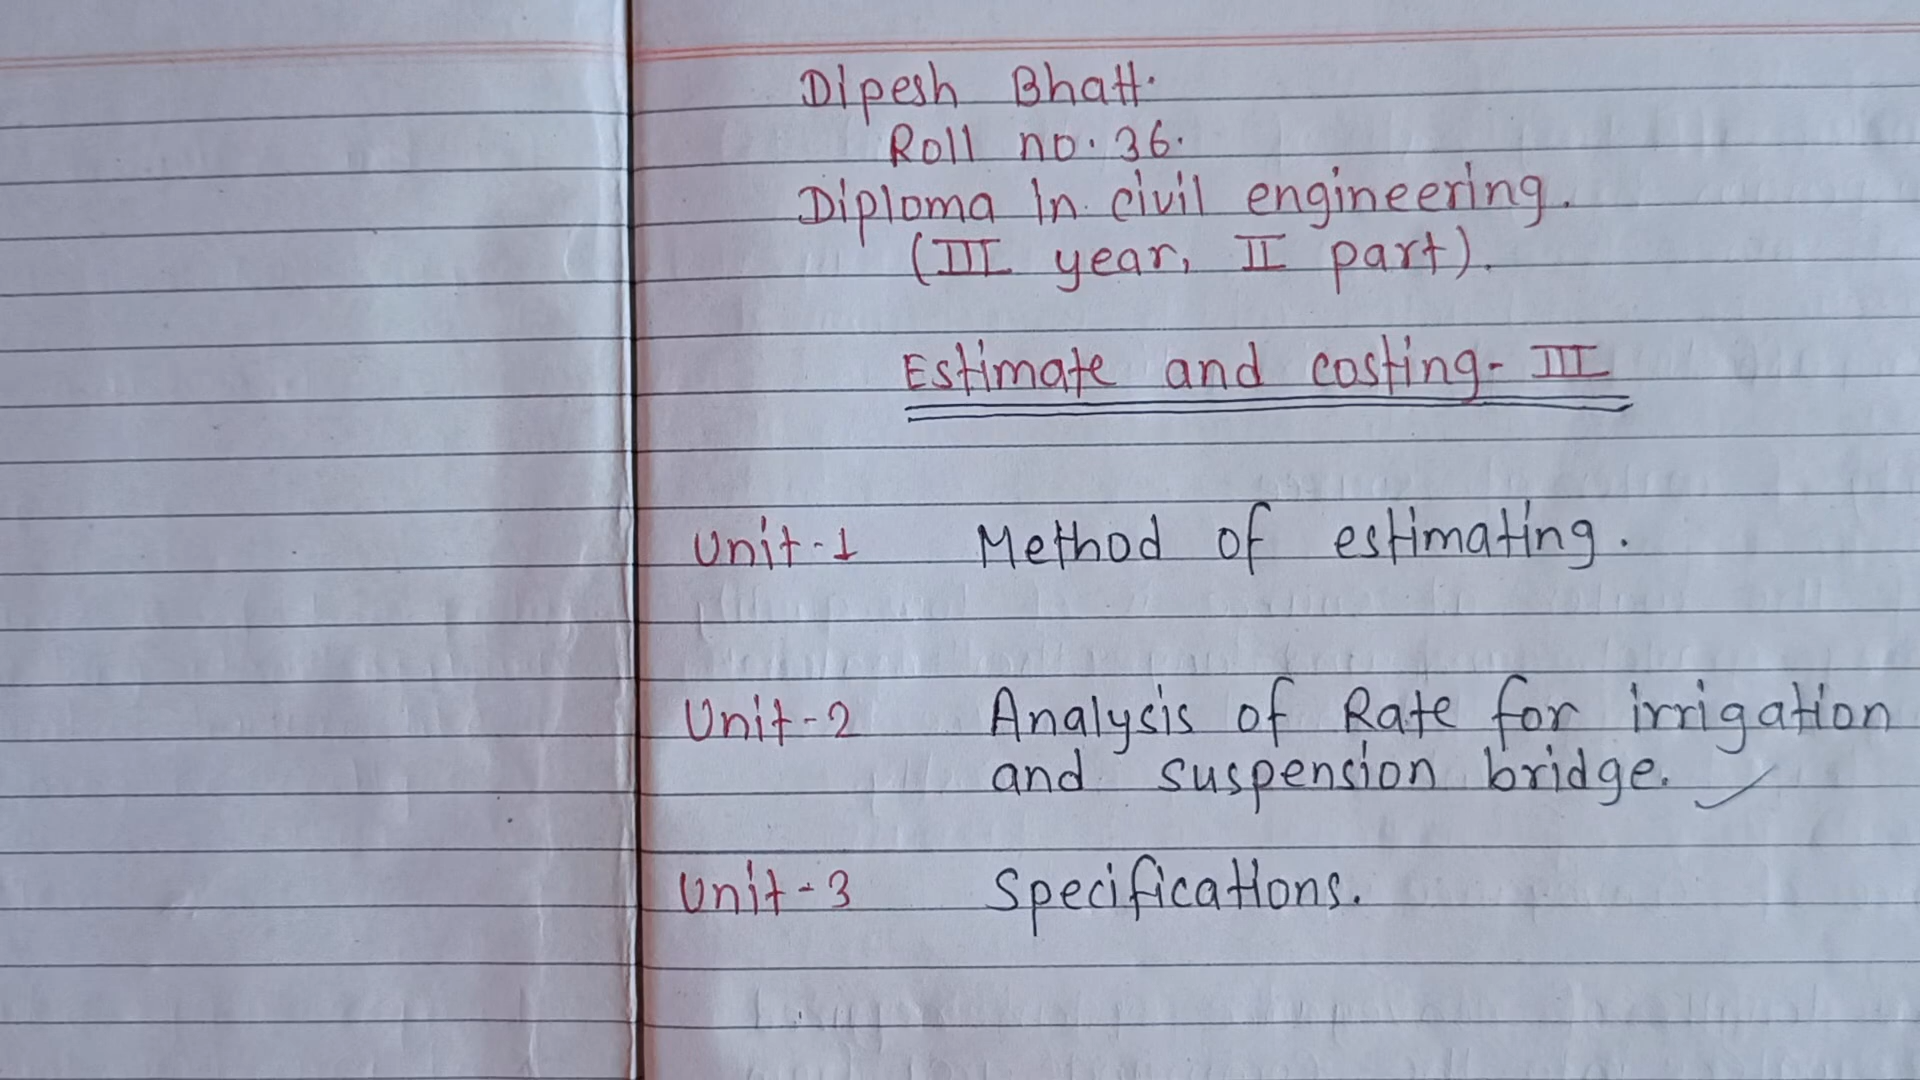 Dipesh Bhatt.
Roll no. 36.
Diploma in civil engineering.
(III year, II part).
Estimate and costing- III
Unit-1 Method of estimating.
Unit-2 Analysis of Rate for irrigation
and suspension bridge.
Unit-3 Specifications.